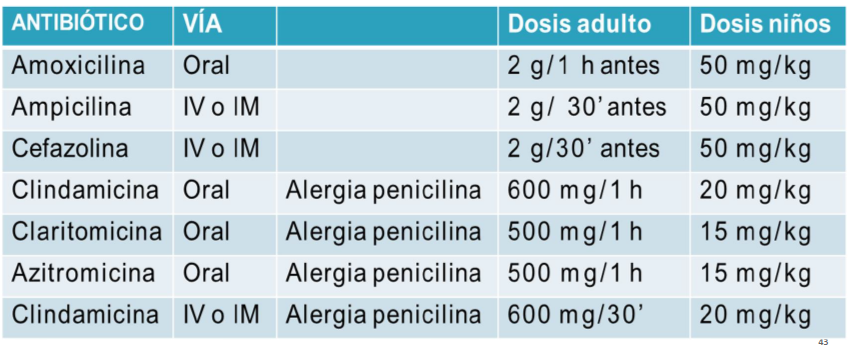 ANTIBIÓTICO VÍA Dosis adulto Dosis niños
Amoxicilina Oral 2 g/1 h antes 50 mg/kg
Ampicilina IV o IM 2 g/ 30’ antes 50 mg/kg
Cefazolina IV o IM 2 g/30’ antes 50 mg/kg
Clindamicina Oral Alergia penicilina 600 mg/1 h 20 mg/kg
Claritomicina Oral Alergia penicilina 500 mg/1 h 15 mg/kg
Azitromicina Oral Alergia penicilina 500 mg/1 h 15 mg/kg
Clindamicina IV o IM Alergia penicilina 600 mg/30’ 20 mg/kg
43